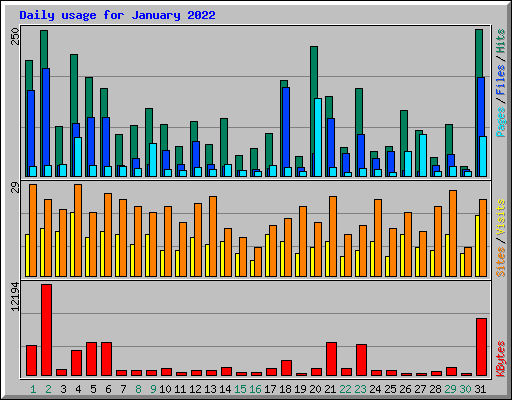 Daily usage for January 2022
250
Pages / Files / Hits
29
Sites / Visits
12194
KBytes
1 2 3 4 5 6 7 8 9 10 11 12 13 14 15 16 17 18 19 20 21 22 23 24 25 26 27 28 29 30 31